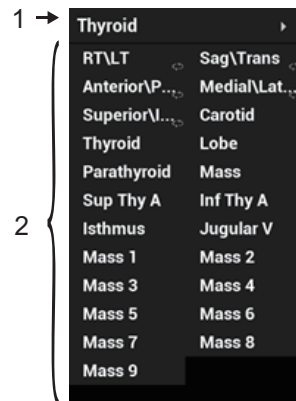 1 Thyroid
RT\LT Sag\Trans
Anterior\P... Medial\Lat...
Superior\I... Carotid
Thyroid Lobe
Parathyroid Mass
Sup Thy A Inf Thy A
2 Isthmus Jugular V
Mass 1 Mass 2
Mass 3 Mass 4
Mass 5 Mass 6
Mass 7 Mass 8
Mass 9